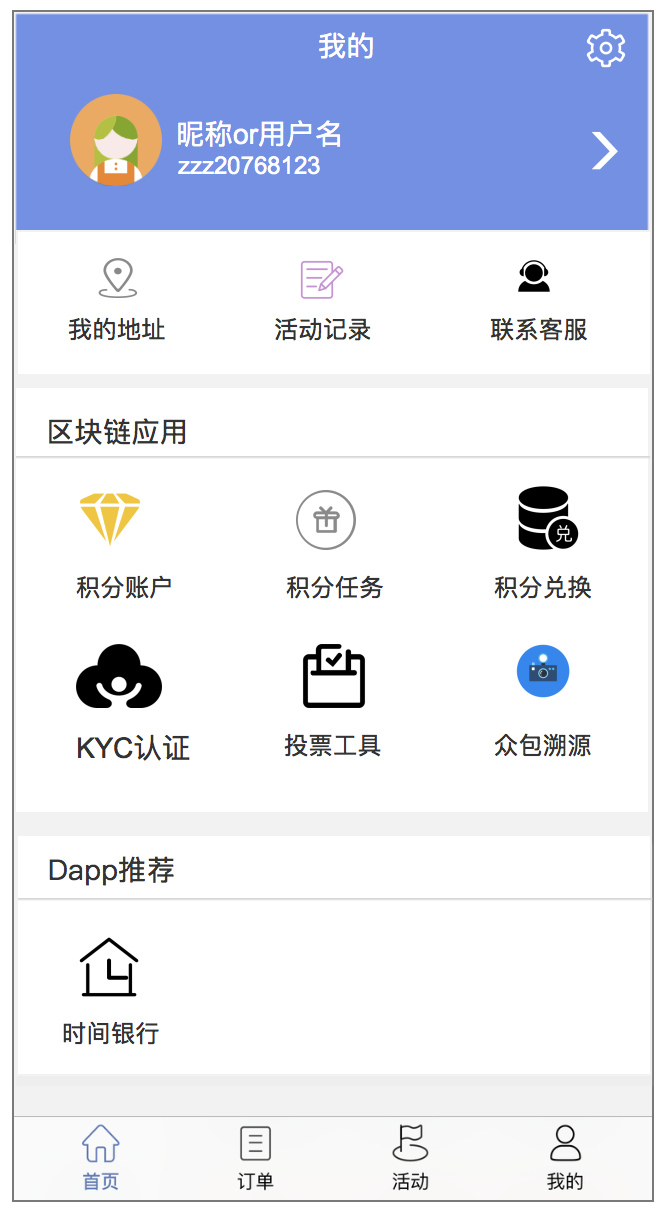 我的
昵称or用户名
zzz20768123
我的地址 活动记录 联系客服
区块链应用
积分账户 积分任务 兑 积分兑换
KYC认证 投票工具 众包溯源
Dapp推荐
时间银行
首页 订单 活动 我的